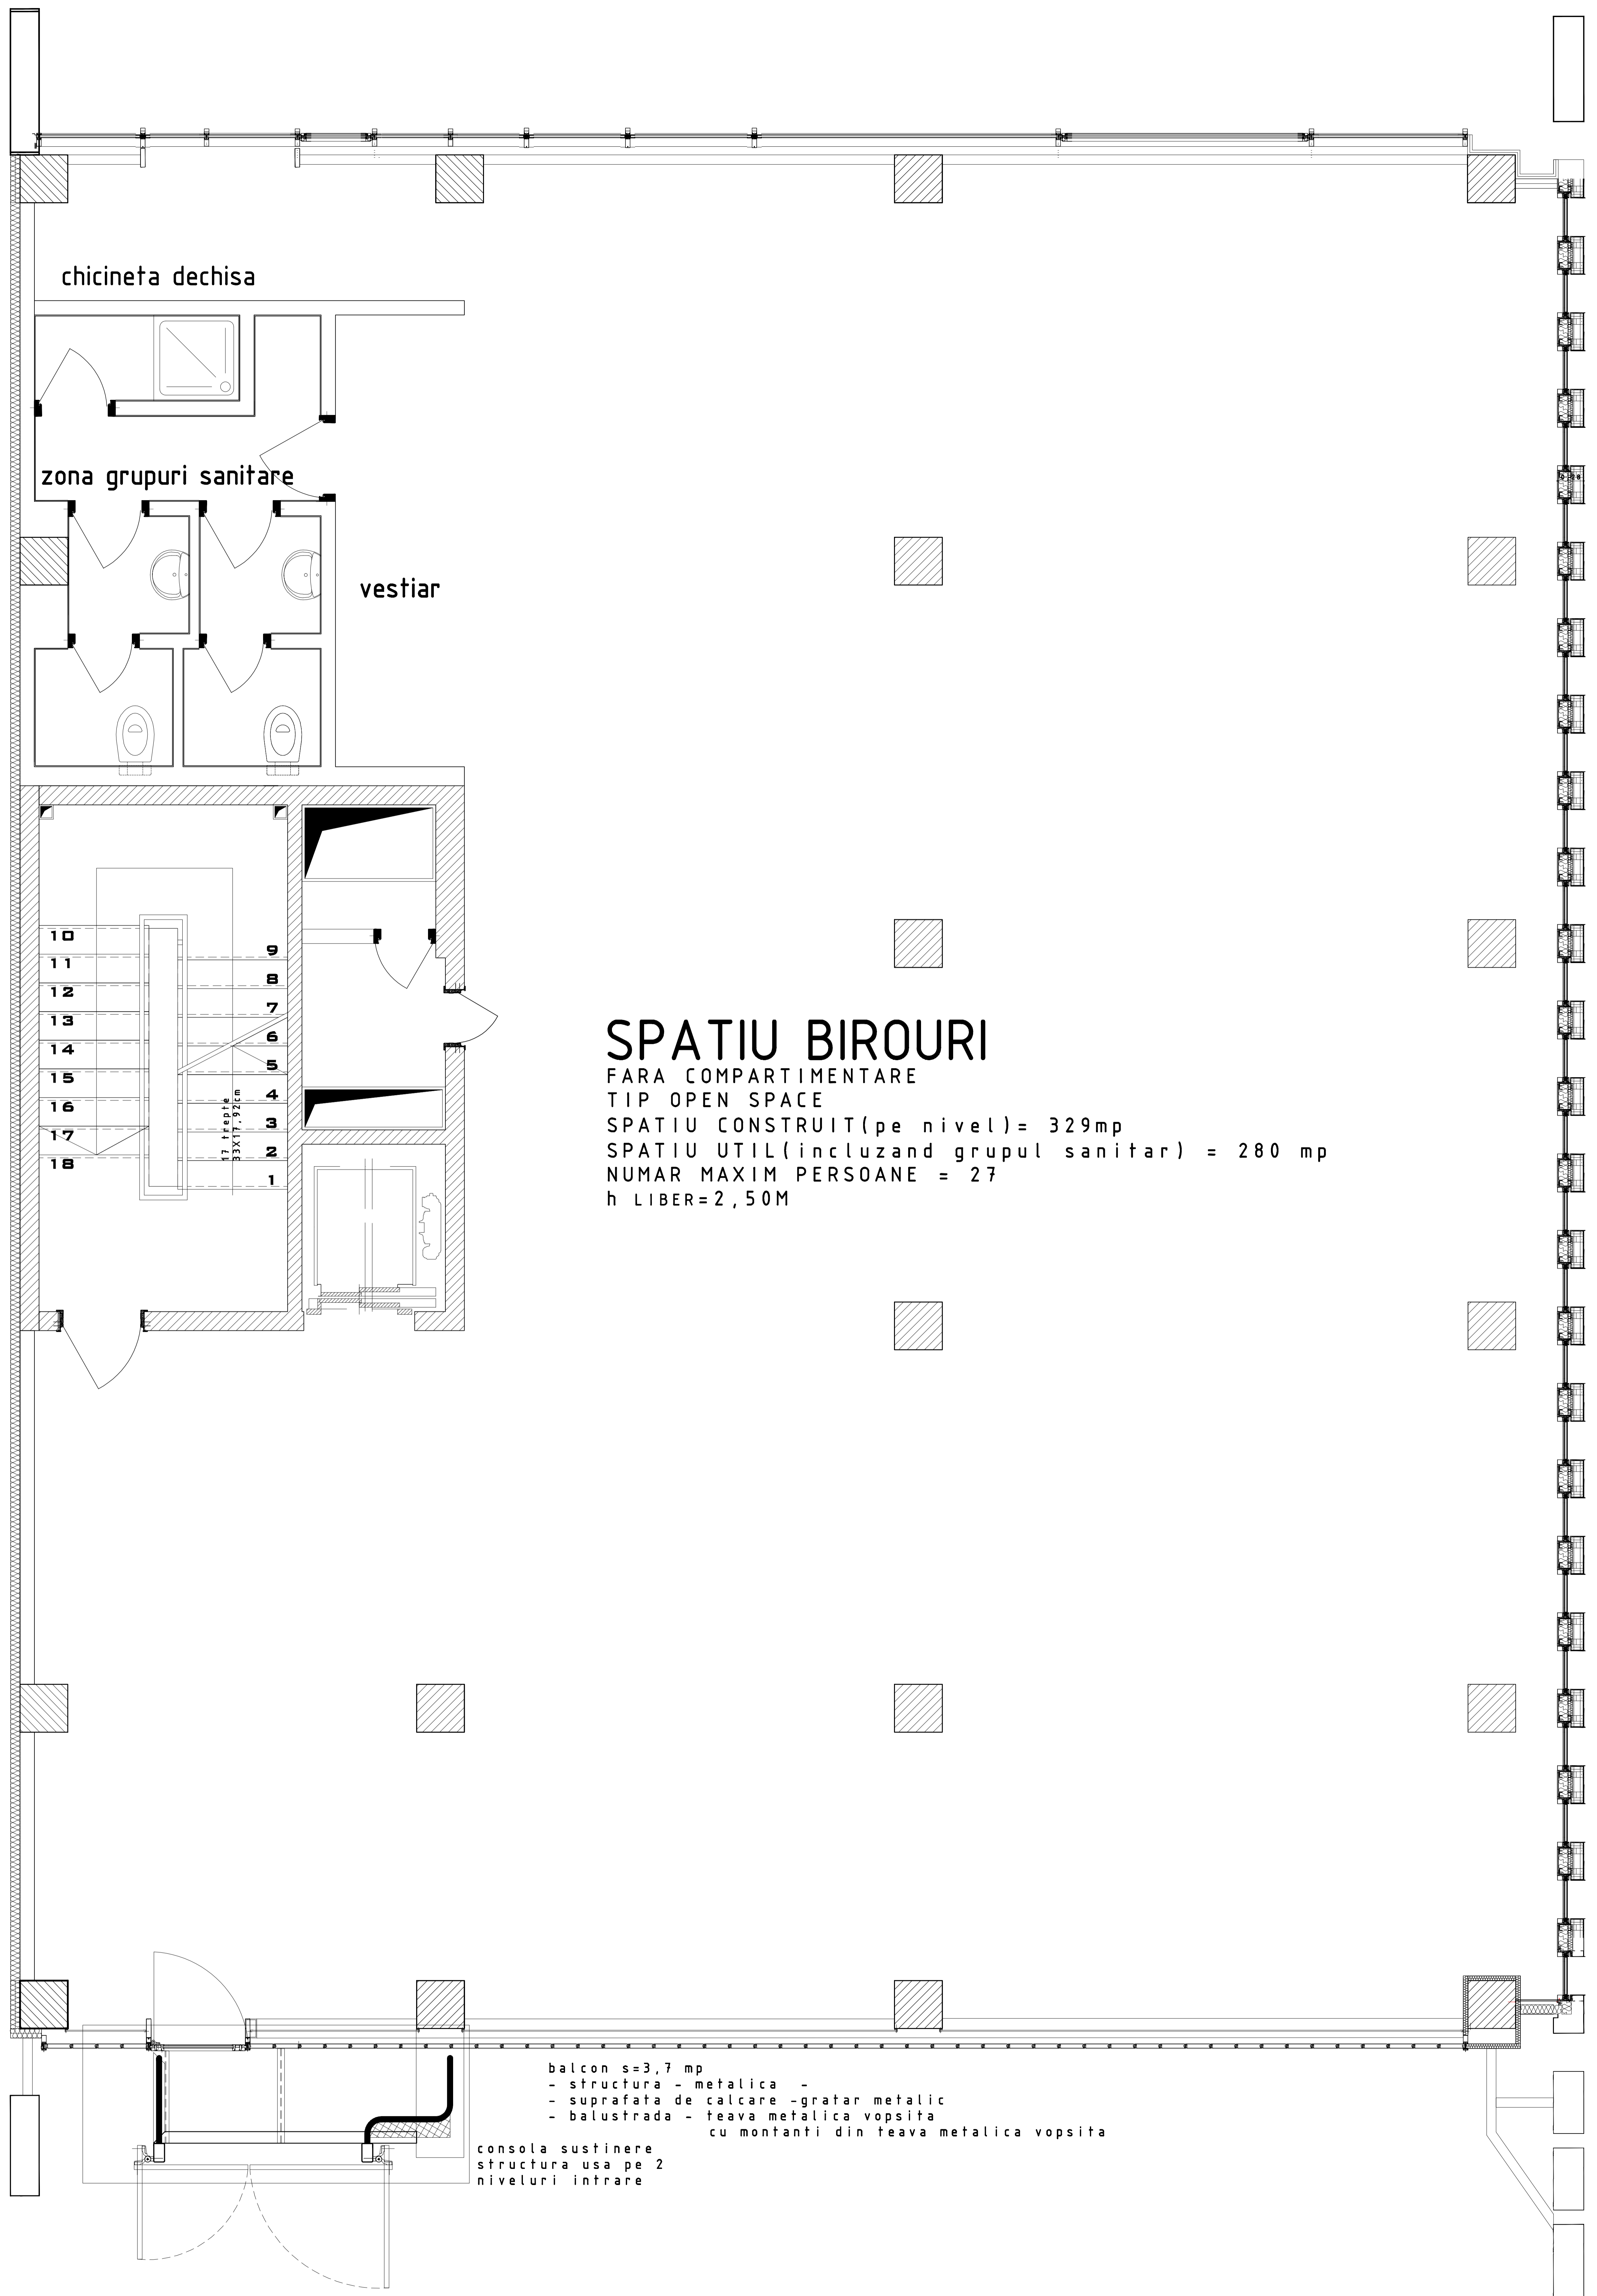 chicineta dechisa
zona grupuri sanitare
vestiar
10
11
12
13
14
15
16
17
18
9
8
7
6
5
4
3
2
1
17 trepte
33X17,92cm
SPATIU BIROURI
FARA COMPARTIMENTARE
TIP OPEN SPACE
SPATIU CONSTRUIT(pe nivel)= 329mp
SPATIU UTIL(incluzand grupul sanitar) = 280 mp
NUMAR MAXIM PERSOANE = 27
h LIBER=2,50M
balcon s=3,7 mp
- structura - metalica -
- suprafata de calcare -gratar metalic
- balustrada - teava metalica vopsita
cu montanti din teava metalica vopsita
consola sustinere
structura usa pe 2
niveluri intrare